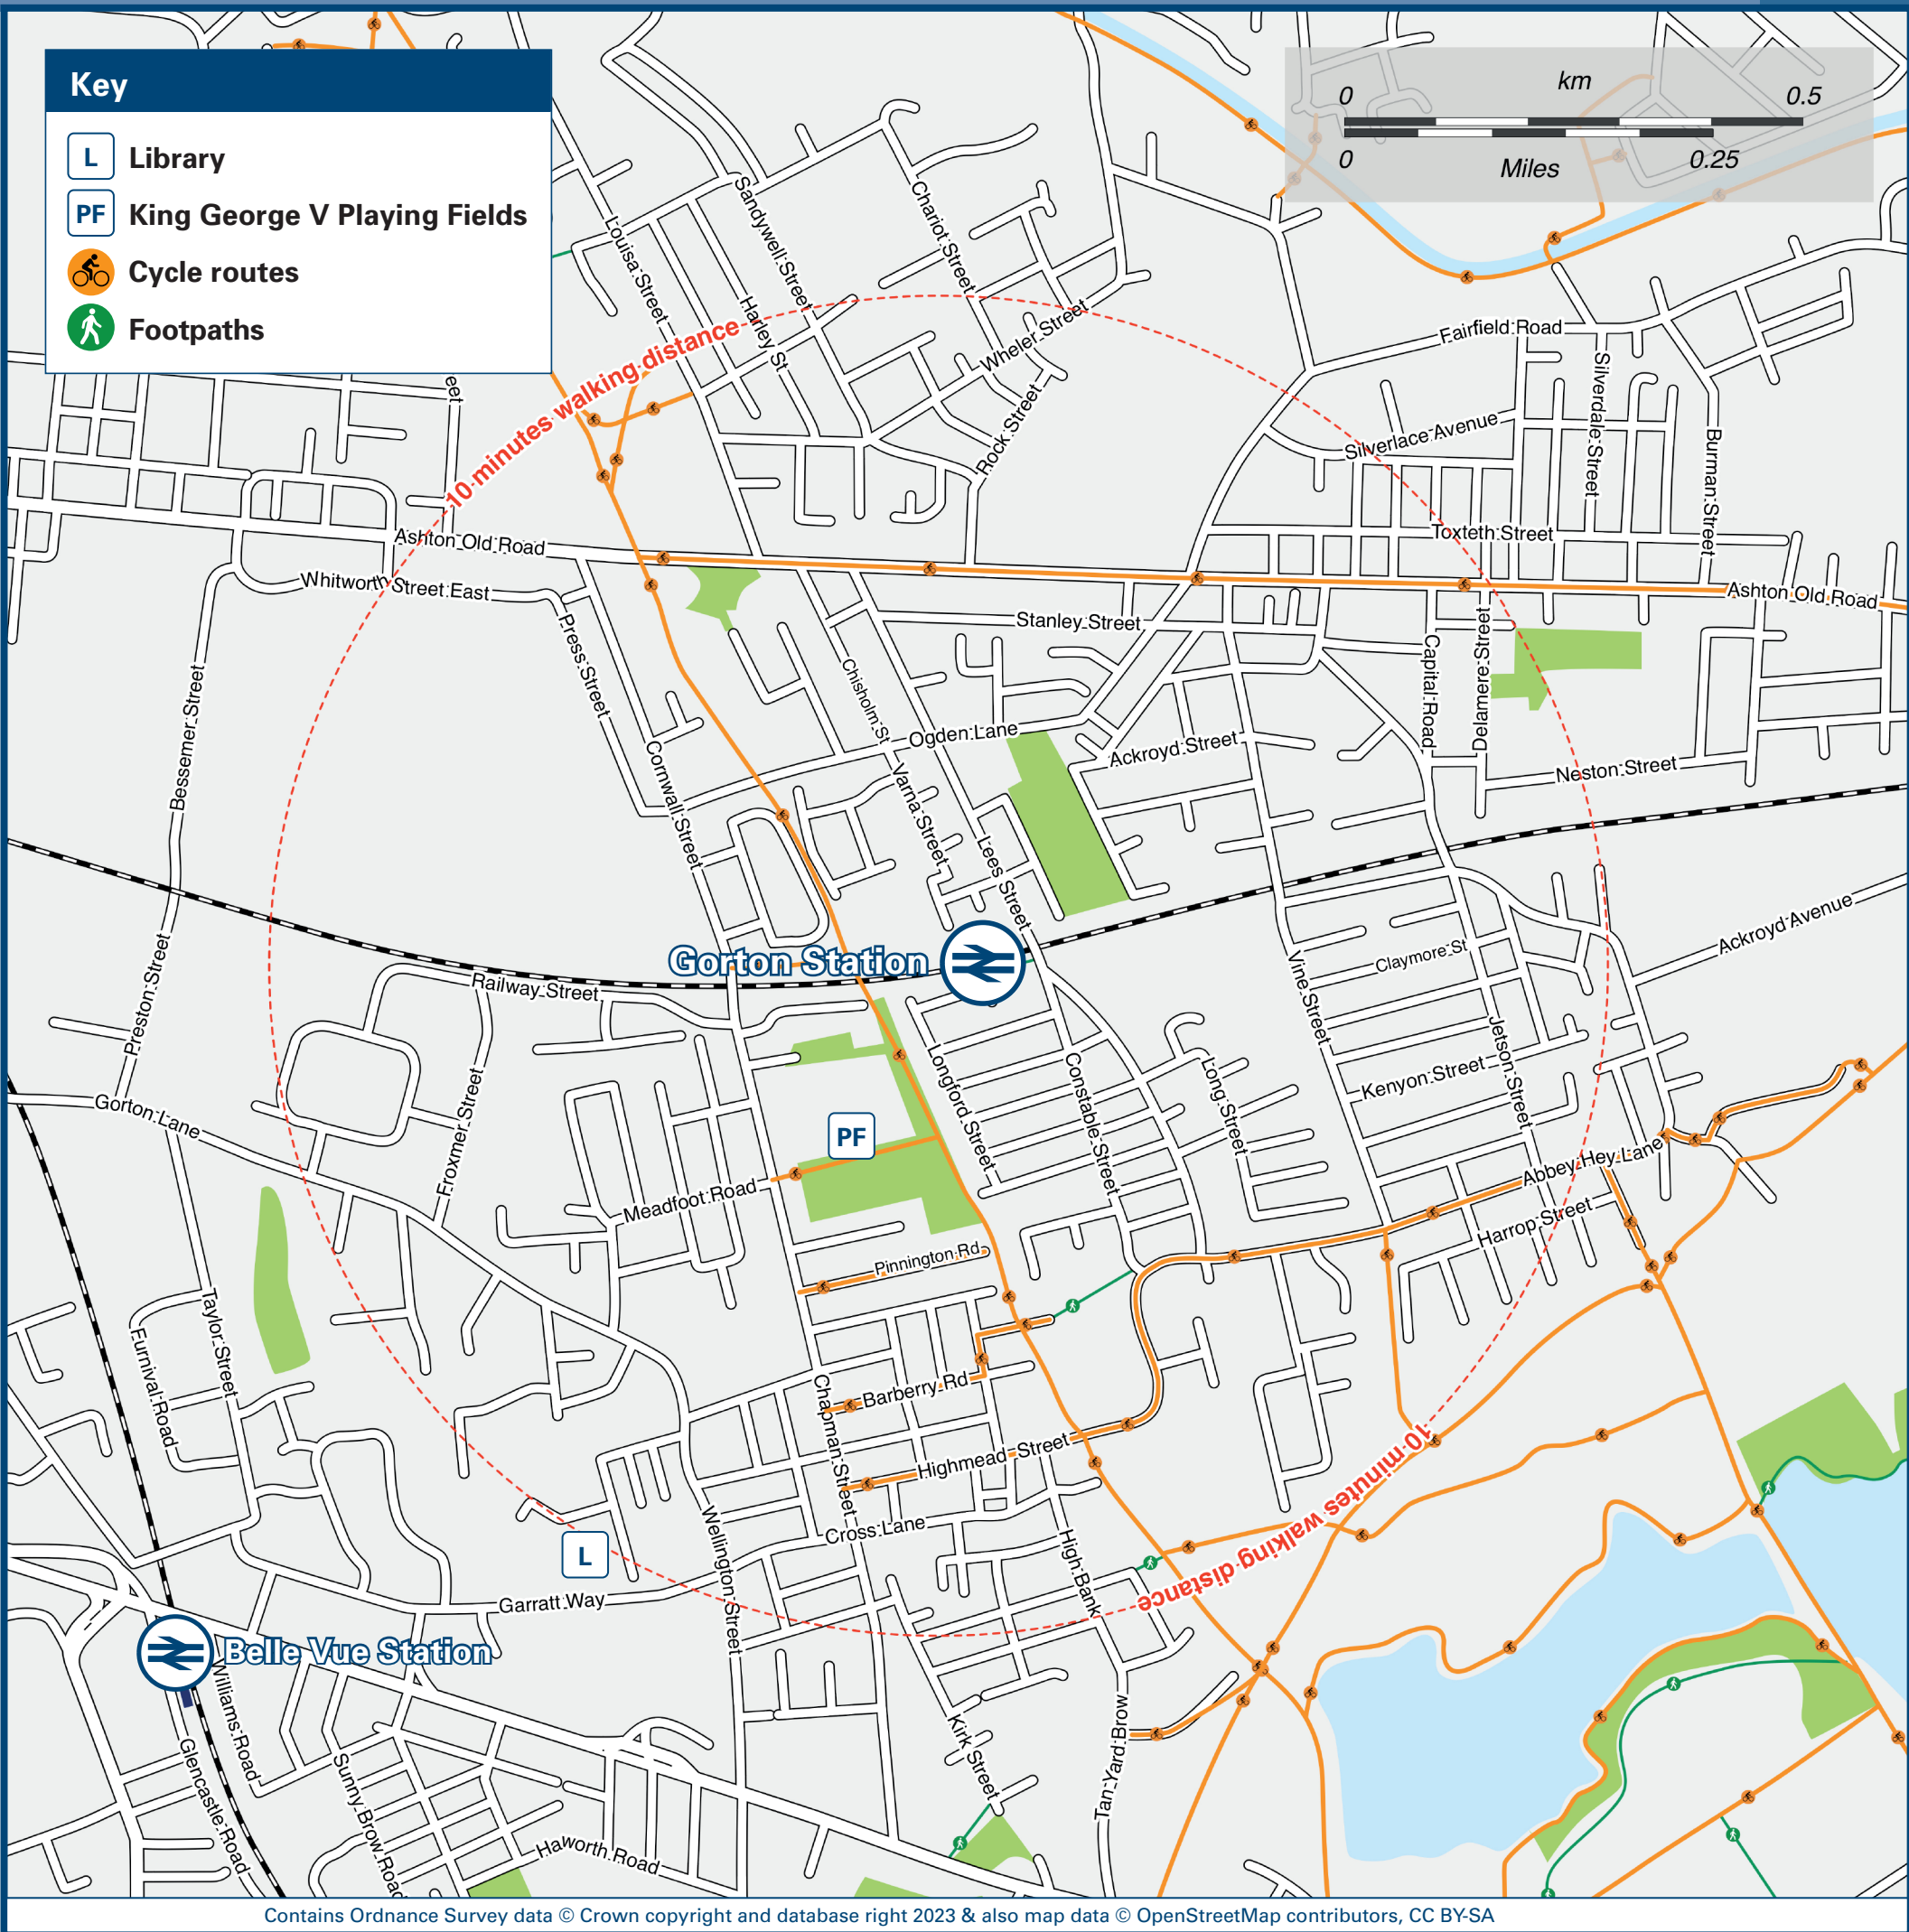 Key
L Library
PF King George V Playing Fields
Cycle routes
Footpaths
0 km 0.5
0 Miles 0.25
Louisa Street
Sandywell Street
Chariot Street
Harley St
Wheler Street
Fairfield Road
10 minutes walking distance
eet
Rock Street
Silverlace Avenue
Silverdale Street
Burman Street
Ashton Old Road
Toxteth Street
Whitworth Street East
Ashton Old Road
Stanley Street
Press Street
Bessemer Street
Chisholm St
Capital Road
Delamere Street
Ogden Lane
Ackroyd Street
Neston Street
Cornwall Street
Varna Street
Lees Street
Gorton Station
Ackroyd Avenue
Claymore St
Vine Street
Preston Street
Railway Street
Longford Street
Constable Street
Long Street
Jetson Street
Kenyon Street
Gorton Lane
Froxmer Street
PF
Meadfoot Road
Abbey Hey Lane
Harrop Street
Pinnington Rd
Taylor Street
Furnival Road
Chapman Street
Barberry Rd
Highmead Street
10 minutes walking distance
Cross Lane
L
Wellington Street
High Bank
Garratt Way
Belle Vue Station
Williams Road
Glencastle Road
Sunny Brow Road
Kirk Street
Tan Yard Brow
Haworth Road
Contains Ordnance Survey data © Crown copyright and database right 2023 & also map data © OpenStreetMap contributors, CC BY-SA